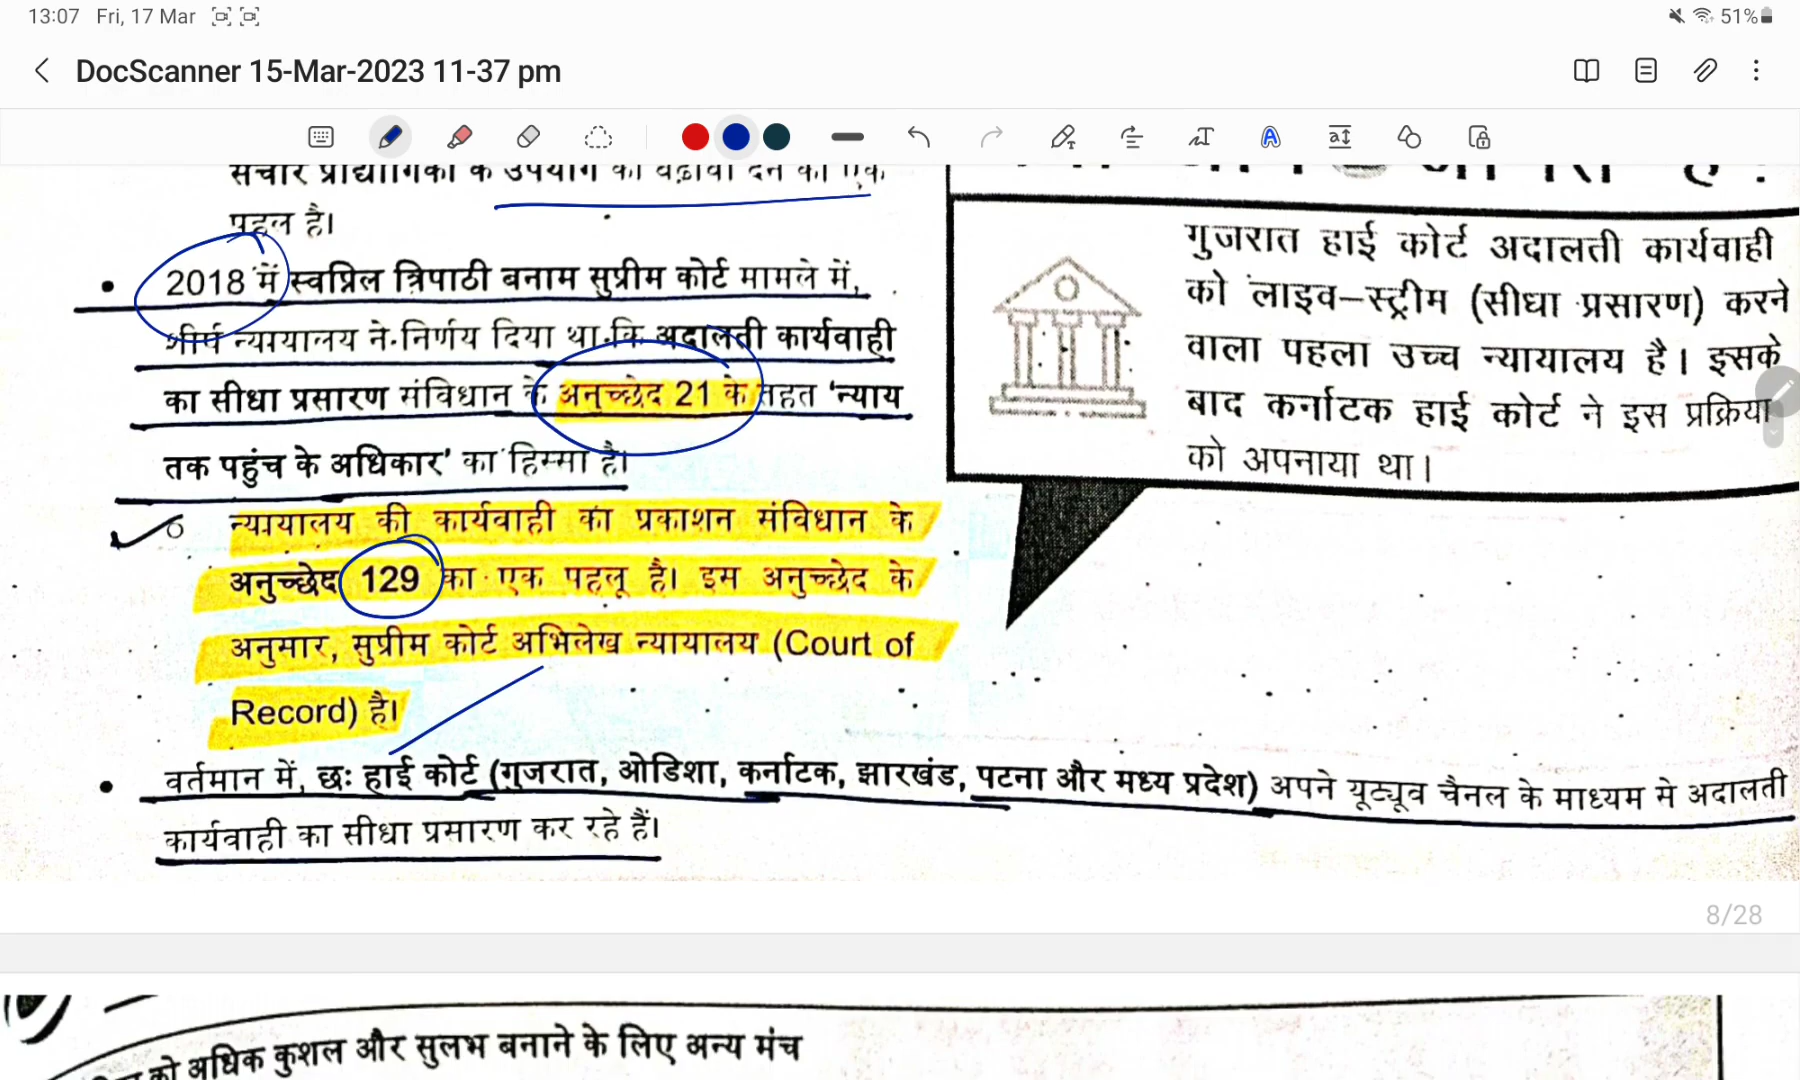 13:07 Fri, 17 Mar
51%
DocScanner 15-Mar-2023 11-37 pm
संचार प्रौद्योगिकी के उपयोग को बढ़ावा देने की एक
पहल है।
2018 में स्वप्निल त्रिपाठी बनाम सुप्रीम कोर्ट मामले में,
शीर्ष न्यायालय ने निर्णय दिया था कि अदालती कार्यवाही
का सीधा प्रसारण संविधान के अनुच्छेद 21 के तहत 'न्याय
तक पहुंच के अधिकार' का हिस्सा है।
न्यायालय की कार्यवाही का प्रकाशन संविधान के
अनुच्छेद 129 का एक पहलू है। इस अनुच्छेद के
अनुसार, सुप्रीम कोर्ट अभिलेख न्यायालय (Court of
Record) है।
गुजरात हाई कोर्ट अदालती कार्यवाही
को लाइव-स्ट्रीम (सीधा प्रसारण) करने
वाला पहला उच्च न्यायालय है। इसके
बाद कर्नाटक हाई कोर्ट ने इस प्रक्रिया
को अपनाया था।
वर्तमान में, छः हाई कोर्ट (गुजरात, ओडिशा, कर्नाटक, झारखंड, पटना और मध्य प्रदेश) अपने यूट्यूब चैनल के माध्यम से अदालती
कार्यवाही का सीधा प्रसारण कर रहे हैं।
8/28
को अधिक कुशल और सुलभ बनाने के लिए अन्य मंच